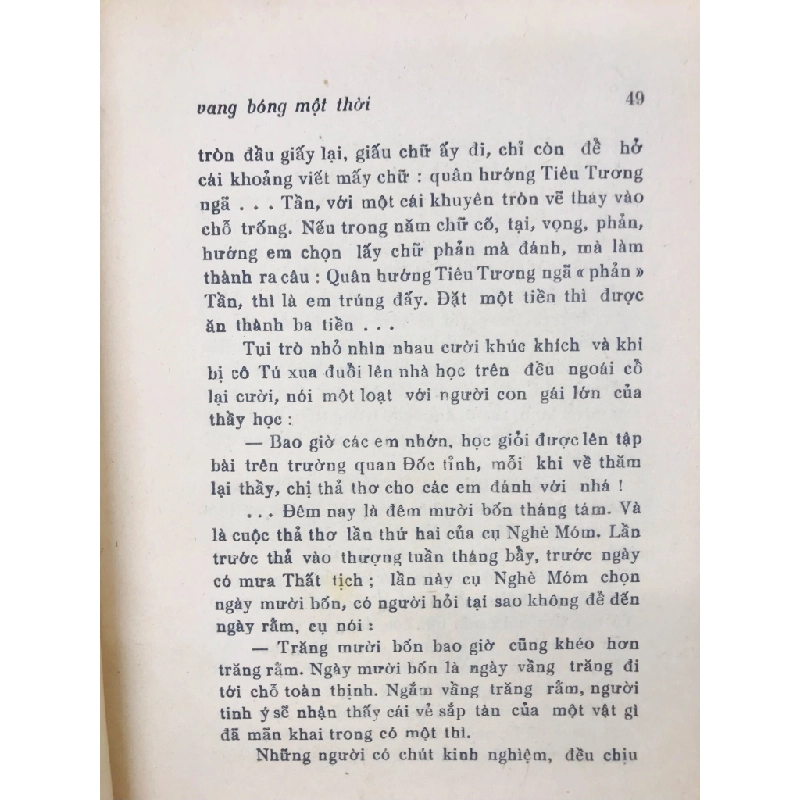 vang bóng một thời 49
tròn đầu giấy lại, giấu chữ ấy đi, chỉ còn để hở
cái khoảng viết mấy chữ : quân hướng Tiêu Tương
ngã . . . Tần, với một cái khuyên tròn vẽ thay vào
chỗ trống. Nếu trong năm chữ cố, tại, vọng, phản,
hướng em chọn lấy chữ phản mà đánh, mà làm
thành ra câu : Quân hướng Tiêu Tương ngã « phản »
Tần, thì là em trúng đấy. Đặt một tiền thì được
ăn thành ba tiền . . .
Tụi trò nhỏ nhìn nhau cười khúc khích và khi
bị cô Tú xua đuổi lên nhà học trên đều ngoái cổ
lại cười, nói một loạt với người con gái lớn của
thầy học :
— Bao giờ các em nhớn, học giỏi được lên tập
bài trên trường quan Đốc tỉnh, mỗi khi về thăm
lại thầy, chị thả thơ cho các em đánh với nhá !
. . . Đêm nay là đêm mười bốn tháng tám. Và
là cuộc thả thơ lần thứ hai của cụ Nghè Móm. Lần
trước thả vào thượng tuần tháng bẩy, trước ngày
có mưa Thất tịch ; lần này cụ Nghè Móm chọn
ngày mười bốn, có người hỏi tại sao không để đến
ngày rằm, cụ nói :
— Trăng mười bốn bao giờ cũng khéo hơn
trăng rằm. Ngày mười bốn là ngày vầng trăng đi
tới chỗ toàn thịnh. Ngắm vầng trăng rằm, người
tinh ý sẽ nhận thấy cái vẻ sắp tàn của một vật gì
đã mãn khai trong có một thì.
Những người có chút kinh nghiệm, đều chịu